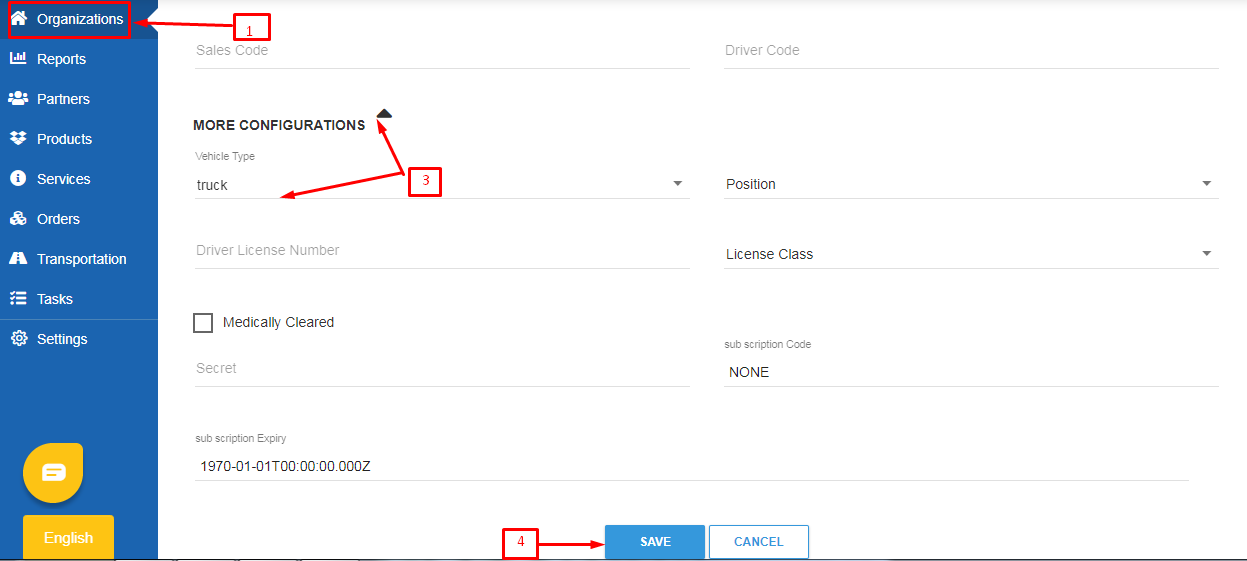 Organizations
1
Reports
Partners
Products
Services
Orders
Transportation
Tasks
Settings
English
Sales Code
Driver Code
MORE CONFIGURATIONS
Vehicle Type
truck
3
Position
Driver License Number
License Class
Medically Cleared
Secret
sub scription Code
NONE
sub scription Expiry
1970-01-01T00:00:00.000Z
4
SAVE
CANCEL